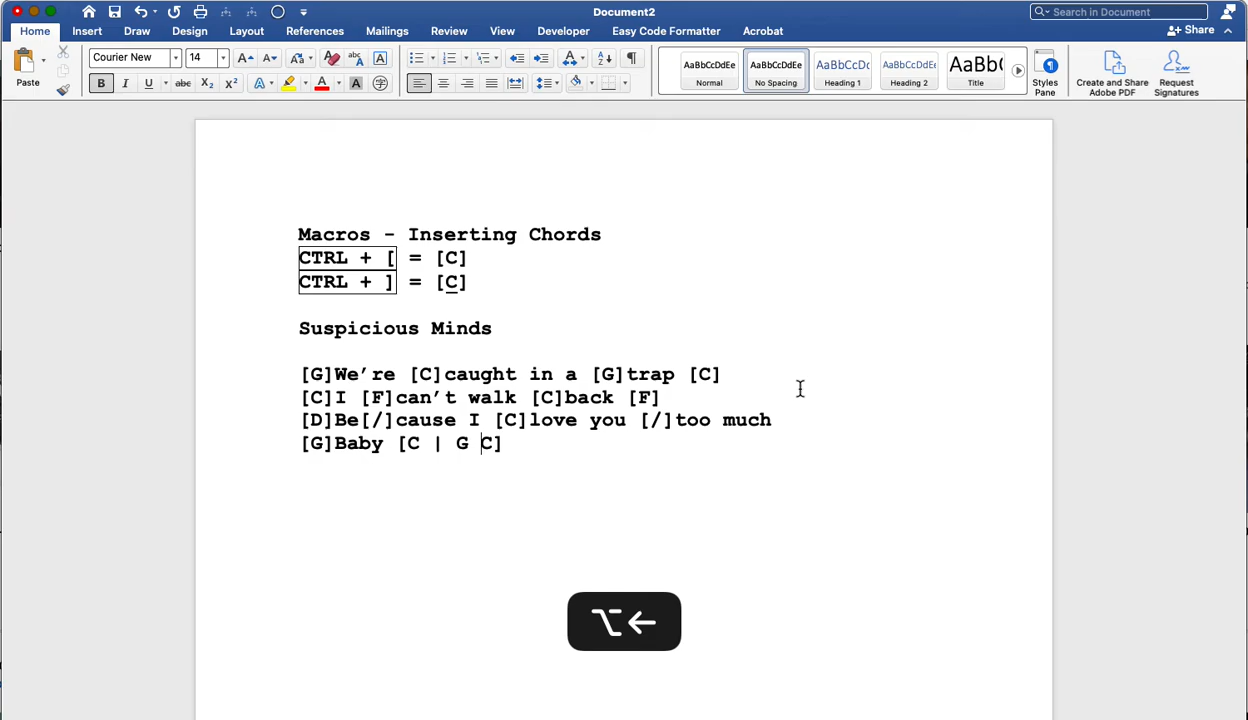 Document2
Search in Document
Home Insert Draw Design Layout References Mailings Review View Developer Easy Code Formatter Acrobat
Share
Paste
Courier New 14
B I U abc X₂ X²
AaBbCcDdEe AaBbCcDdEe AaBbCcDc AaBbCcDdEe AaBb(
Normal No Spacing Heading 1 Heading 2 Title
Styles Pane
Create and Share Adobe PDF
Request Signatures
Macros - Inserting Chords
CTRL + [ = [C]
CTRL + ] = [C]
Suspicious Minds
[G]We’re [C]caught in a [G]trap [C]
[C]I [F]can’t walk [C]back [F]
[D]Be[/]cause I [C]love you [/]too much
[G]Baby [C | G C]
⌥←